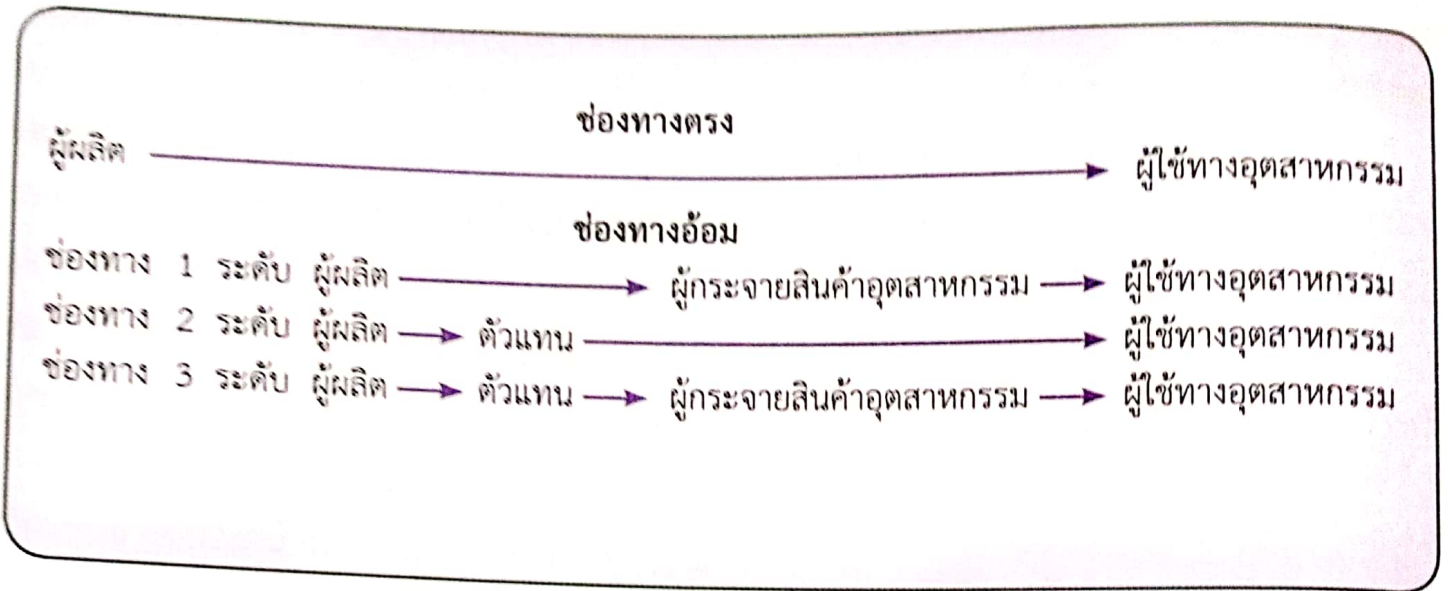 ช่องทางตรง
ผู้ผลิต ผู้ใช้ทางอุตสาหกรรม
ช่องทางอ้อม
ช่องทาง 1 ระดับ ผู้ผลิต ผู้กระจายสินค้าอุตสาหกรรม ผู้ใช้ทางอุตสาหกรรม
ช่องทาง 2 ระดับ ผู้ผลิต ตัวแทน ผู้ใช้ทางอุตสาหกรรม
ช่องทาง 3 ระดับ ผู้ผลิต ตัวแทน ผู้กระจายสินค้าอุตสาหกรรม ผู้ใช้ทางอุตสาหกรรม